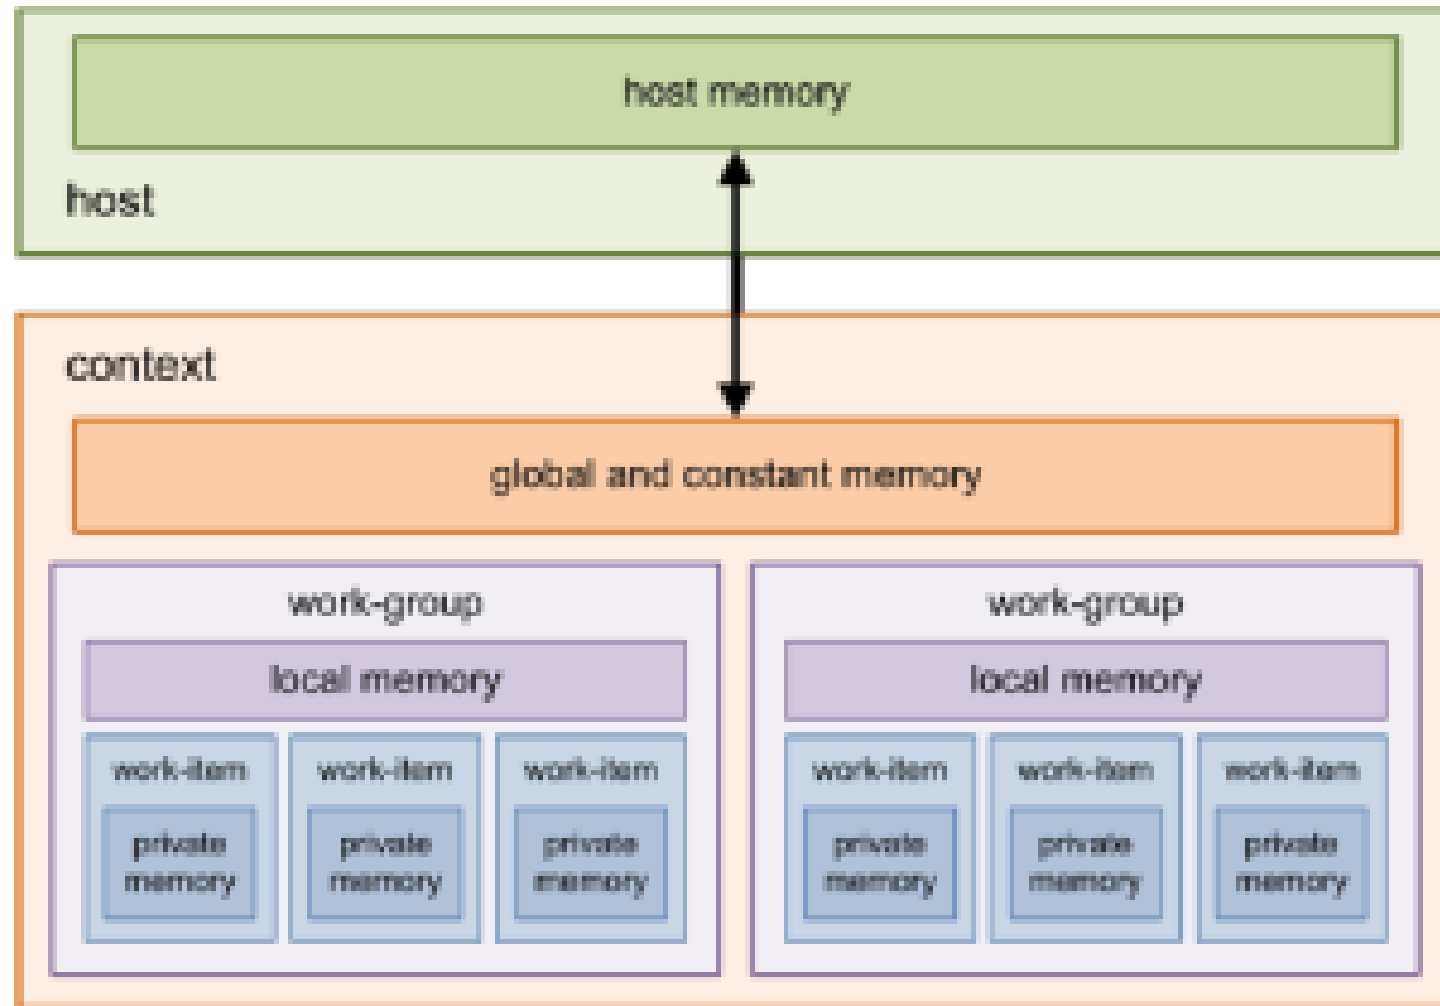 host memory
host
context
global and constant memory
work-group
local memory
work-item
private
memory
work-item
private
memory
work-item
private
memory
work-group
local memory
work-item
private
memory
work-item
private
memory
work-item
private
memory